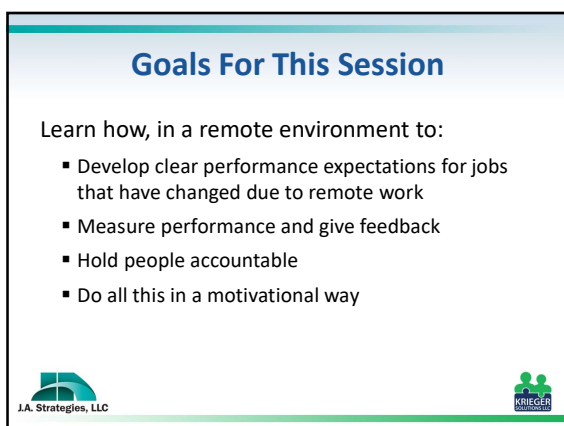 Goals For This Session
Learn how, in a remote environment to:
▪ Develop clear performance expectations for jobs
that have changed due to remote work
▪ Measure performance and give feedback
▪ Hold people accountable
▪ Do all this in a motivational way
J.A. Strategies, LLC
KRIEGER
SOLUTIONS LLC